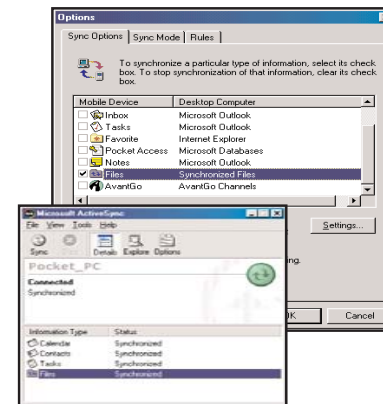 Options
Sync Options | Sync Mode | Rules
To synchronize a particular type of information, select its check
box. To stop synchronization of that information, clear its check
box.
Mobile Device Desktop Computer
Inbox Microsoft Outlook
Tasks Microsoft Outlook
Favorite Internet Explorer
Pocket Access Microsoft Databases
Notes Microsoft Outlook
Files Synchronized Files
AvantGo AvantGo Channels
Settings...
ng.
OK Cancel
Microsoft ActiveSync
File View Tools Help
Sync Details Explore Options
Pocket_PC
Connected
Synchronized
Information Type Status
Calendar Synchronized
Contacts Synchronized
Tasks Synchronized
Files Synchronized